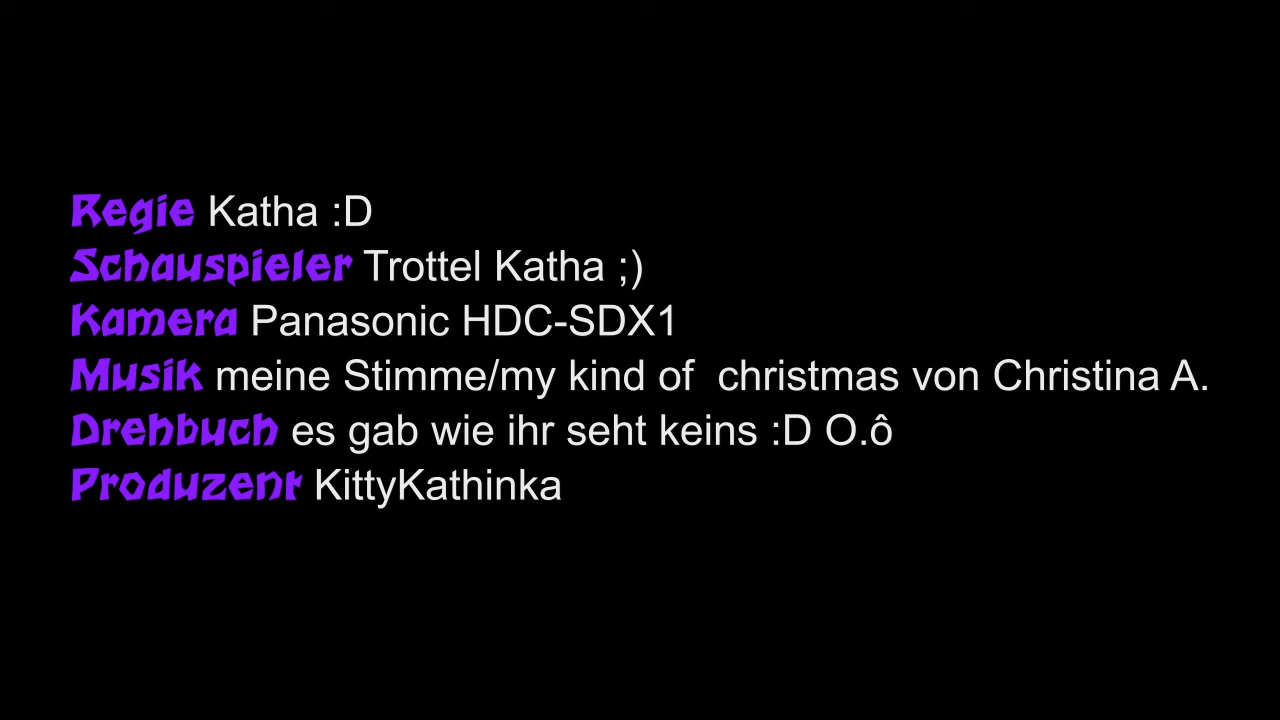 Regie Katha :D
Schauspieler Trottel Katha ;)
Kamera Panasonic HDC-SDX1
Musik meine Stimme/my kind of  christmas von Christina A.
Drehbuch es gab wie ihr seht keins :D O.ô
Produzent KittyKathinka